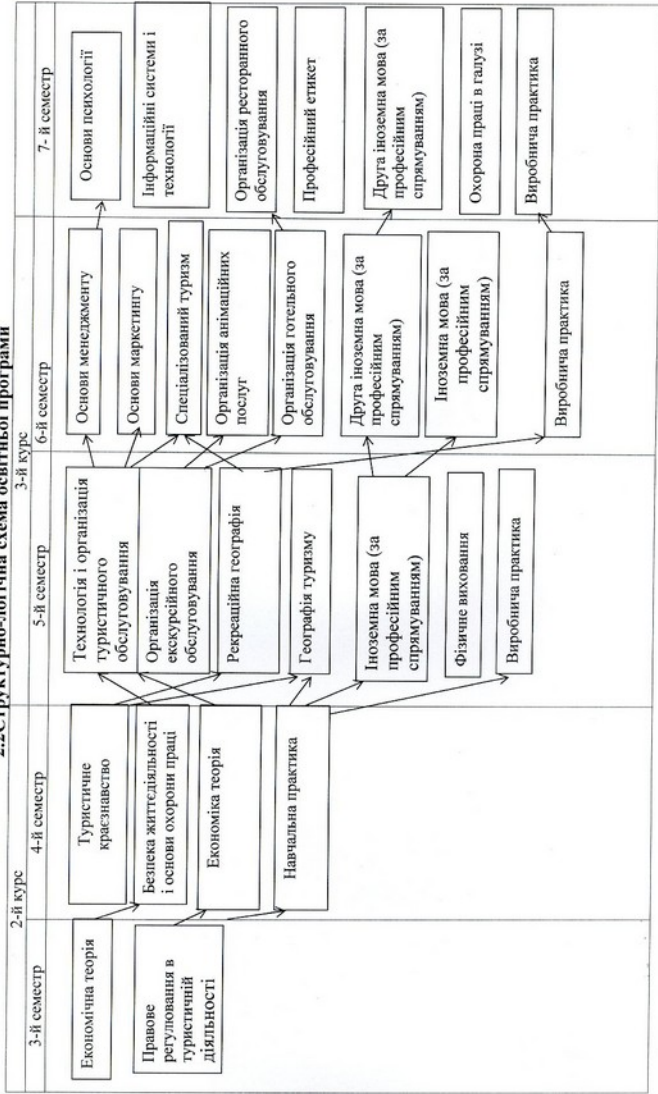 2.2Структурно-логічна схема освітньої програми
2-й курс
3-й курс
3-й семестр
4-й семестр
5-й семестр
6-й семестр
7- й семестр
Економічна теорія
Правове
регулювання в
туристичній
діяльності
Туристичне
краєзнавство
Безпека життєдіяльності
і основи охорони праці
Економіка теорія
Навчальна практика
Технологія і організація
туристичного
обслуговування
Організація
екскурсійного
обслуговування
Рекреаційна географія
Географія туризму
Іноземна мова (за
професійним
спрямуванням)
Фізичне виховання
Виробнича практика
Основи менеджменту
Основи маркетингу
Спеціалізований туризм
Організація анімаційних
послуг
Організація готельного
обслуговування
Друга іноземна мова (за
професійним
спрямуванням)
Іноземна мова (за
професійним
спрямуванням)
Виробнича практика
Основи психології
Інформаційні системи і
технології
Організація ресторанного
обслуговування
Професійний етикет
Друга іноземна мова (за
професійним
спрямуванням)
Охорона праці в галузі
Виробнича практика